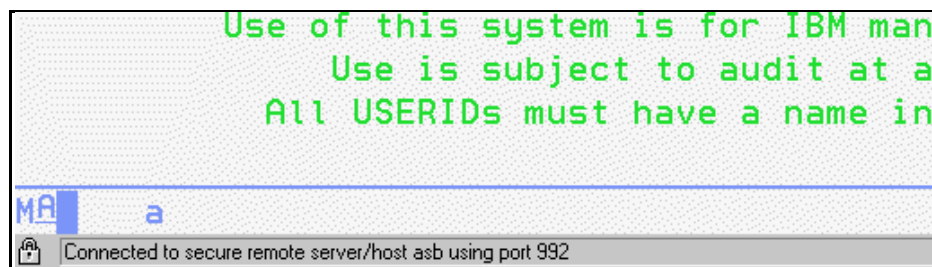 Use of this system is for IBM man
Use is subject to audit at a
All USERIDs must have a name in
MA a
Connected to secure remote server/host asb using port 992